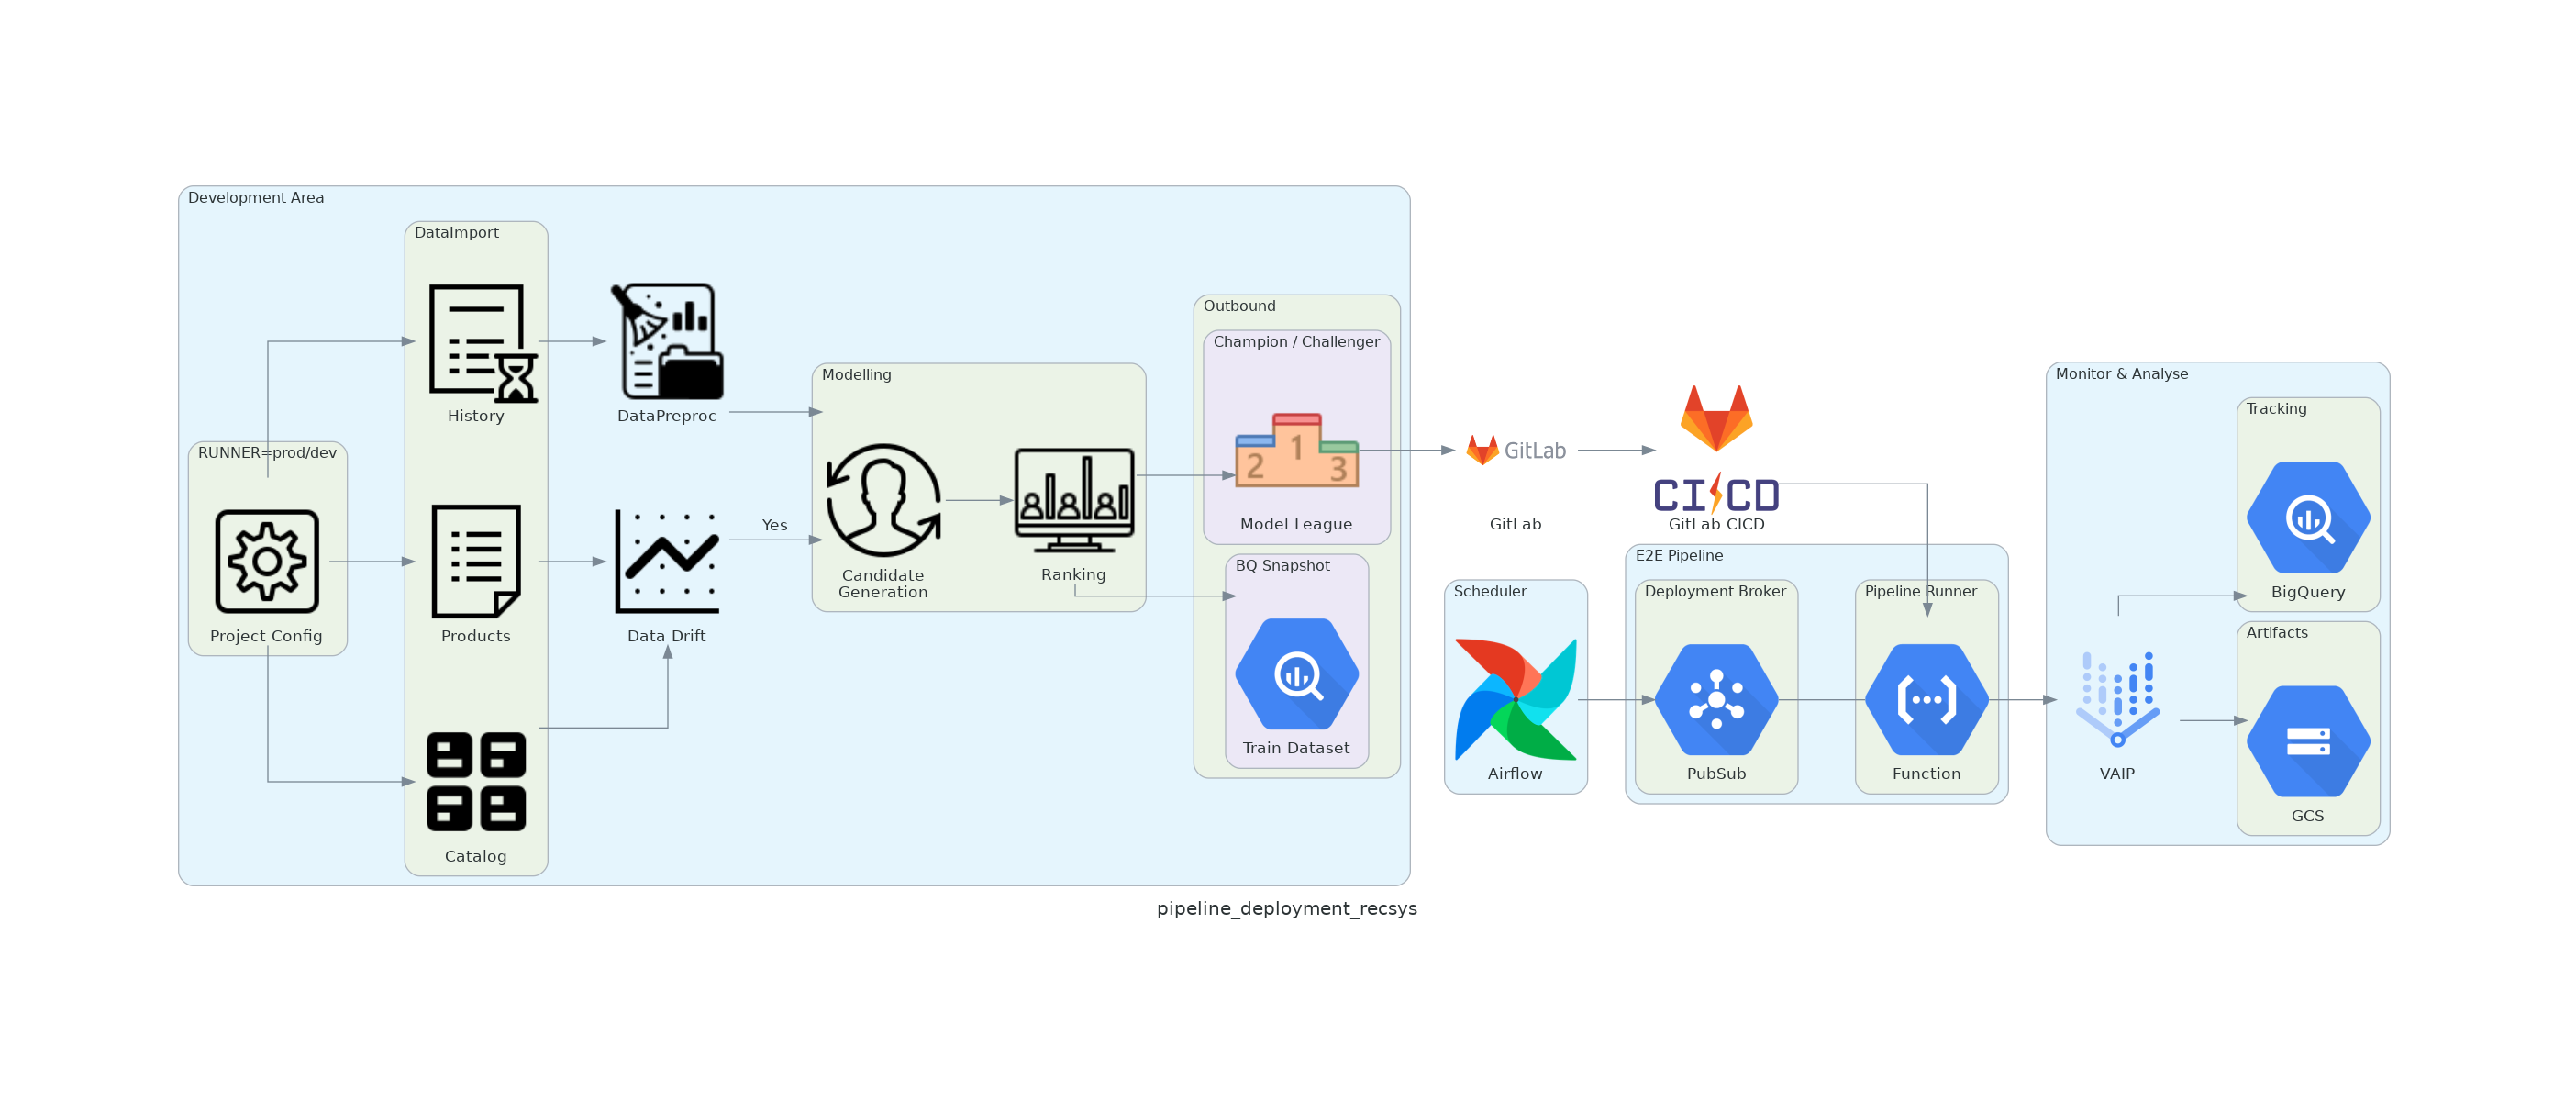 Development Area
DataImport
History
DataPreproc
RUNNER=prod/dev
Project Config
Products
Data Drift
Yes
Catalog
Modelling
Candidate
Generation
Ranking
Outbound
Champion / Challenger
2
1
3
Model League
BQ Snapshot
Train Dataset
GitLab
GitLab
CI/CD
GitLab CICD
Scheduler
Airflow
E2E Pipeline
Deployment Broker
PubSub
Pipeline Runner
Function
Monitor & Analyse
VAIP
Tracking
BigQuery
Artifacts
GCS
pipeline_deployment_recsys